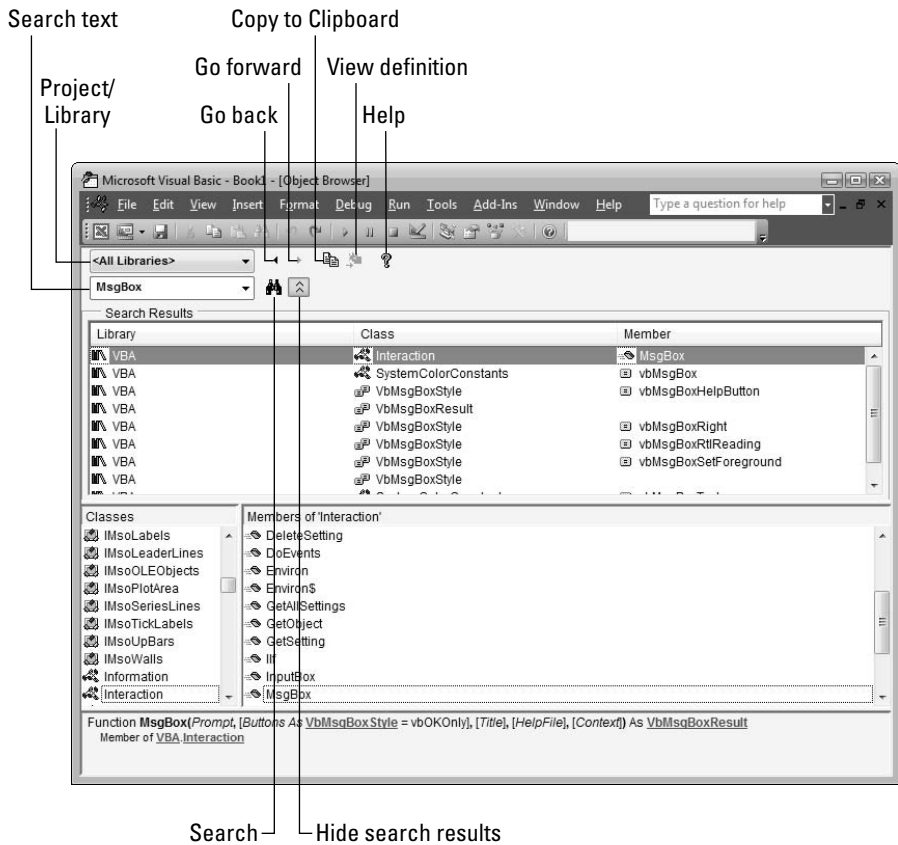 Search text
Copy to Clipboard
Go forward
View definition
Project/
Library
Go back
Help
Microsoft Visual Basic - Book1 - [Object Browser]
File Edit View Insert Format Debug Run Tools Add-Ins Window Help Type a question for help
<All Libraries>
MsgBox
Search Results
Library Class Member
VBA Interaction MsgBox
VBA SystemColorConstants vbMsgBox
VBA VbMsgBoxStyle vbMsgBoxHelpButton
VBA VbMsgBoxResult
VBA VbMsgBoxStyle vbMsgBoxRight
VBA VbMsgBoxStyle vbMsgBoxRtlReading
VBA VbMsgBoxStyle vbMsgBoxSetForeground
VBA VbMsgBoxStyle
Classes Members of 'Interaction'
IMsoLabels DeleteSetting
IMsoLeaderLines DoEvents
IMsoOLEObjects Environ
IMsoPlotArea Environ$
IMsoSeriesLines GetAllSettings
IMsoTickLabels GetObject
IMsoUpBars GetSetting
IMsoWalls IIf
Information InputBox
Interaction MsgBox
Function MsgBox(Prompt, [Buttons As VbMsgBoxStyle = vbOKOnly], [Title], [HelpFile], [Context]) As VbMsgBoxResult
Member of VBA.Interaction
Search
Hide search results